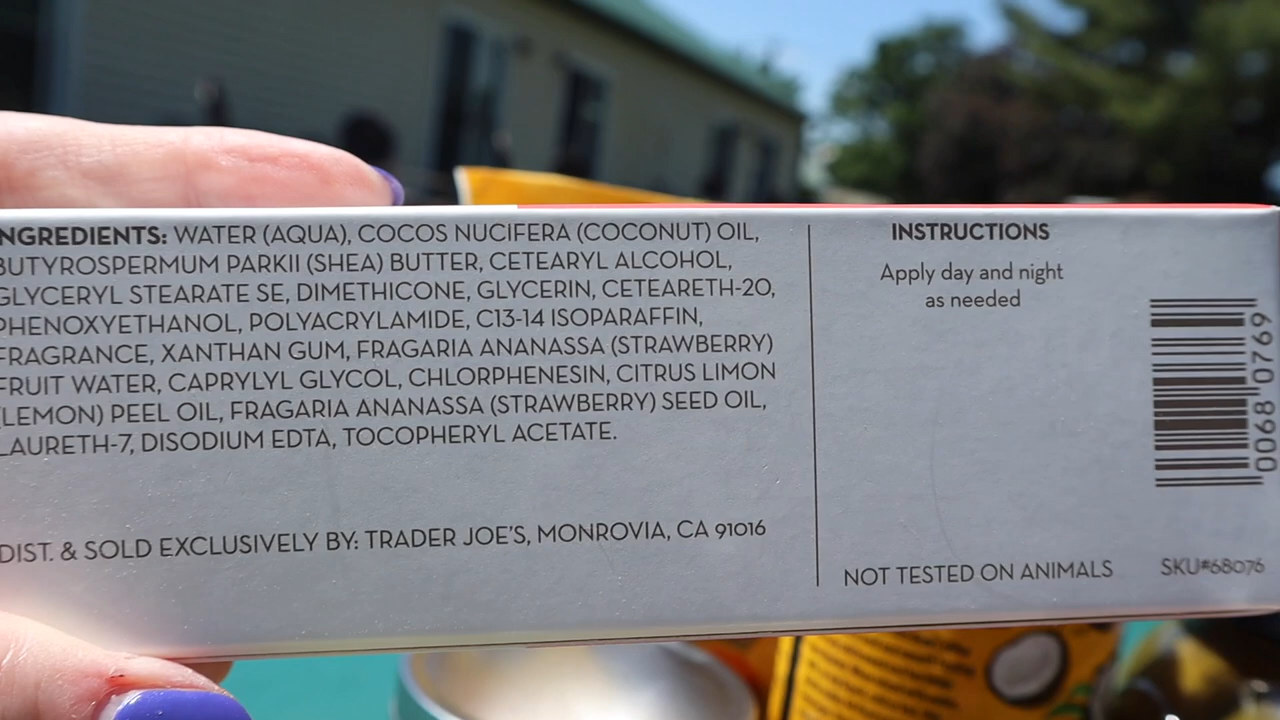 NGREDIENTS: WATER (AQUA), COCOS NUCIFERA (COCONUT) OIL,
BUTYROSPERMUM PARKII (SHEA) BUTTER, CETEARYL ALCOHOL,
GLYCERYL STEARATE SE, DIMETHICONE, GLYCERIN, CETEARETH-20,
PHENOXYETHANOL, POLYACRYLAMIDE, C13-14 ISOPARAFFIN,
FRAGRANCE, XANTHAN GUM, FRAGARIA ANANASSA (STRAWBERRY)
FRUIT WATER, CAPRYLYL GLYCOL, CHLORPHENESIN, CITRUS LIMON
(LEMON) PEEL OIL, FRAGARIA ANANASSA (STRAWBERRY) SEED OIL,
LAURETH-7, DISODIUM EDTA, TOCOPHERYL ACETATE.
DIST. & SOLD EXCLUSIVELY BY: TRADER JOE'S, MONROVIA, CA 91016
INSTRUCTIONS
Apply day and night
as needed
NOT TESTED ON ANIMALS
0068 0769
SKU#68076